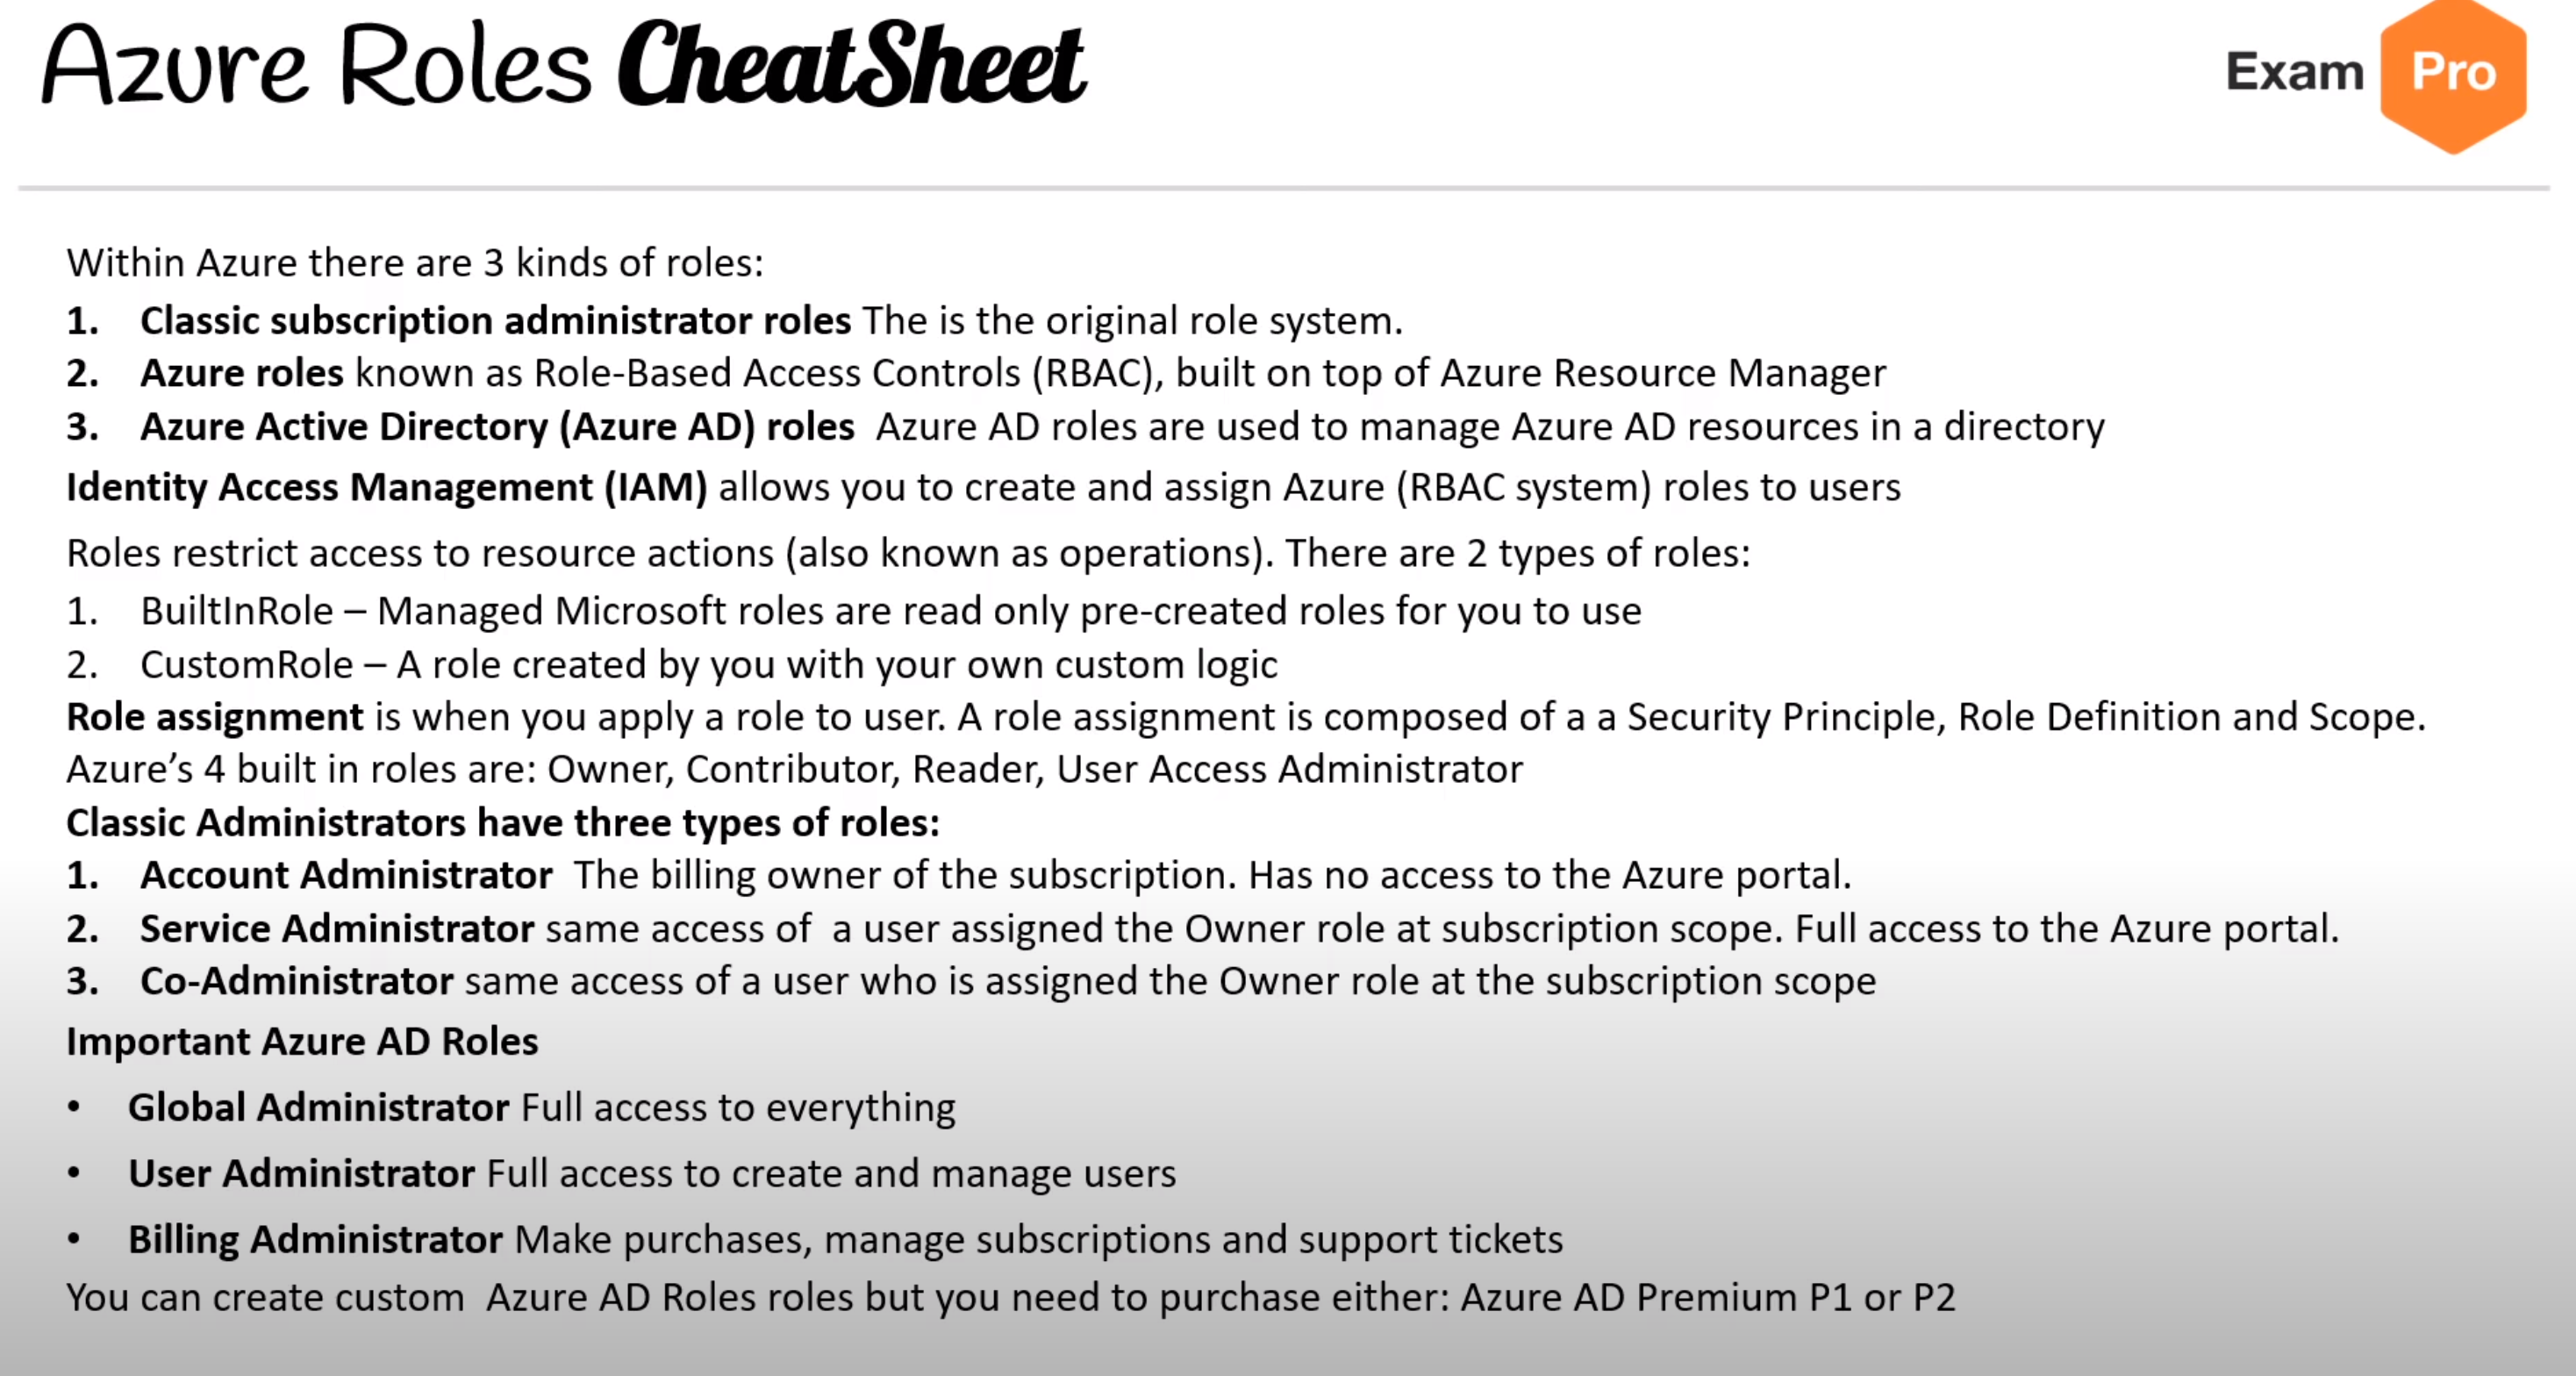 Azure Roles CheatSheet
Exam Pro
Within Azure there are 3 kinds of roles:
1. Classic subscription administrator roles The is the original role system.
2. Azure roles known as Role-Based Access Controls (RBAC), built on top of Azure Resource Manager
3. Azure Active Directory (Azure AD) roles Azure AD roles are used to manage Azure AD resources in a directory
Identity Access Management (IAM) allows you to create and assign Azure (RBAC system) roles to users
Roles restrict access to resource actions (also known as operations). There are 2 types of roles:
1. BuiltInRole – Managed Microsoft roles are read only pre-created roles for you to use
2. CustomRole – A role created by you with your own custom logic
Role assignment is when you apply a role to user. A role assignment is composed of a a Security Principle, Role Definition and Scope.
Azure’s 4 built in roles are: Owner, Contributor, Reader, User Access Administrator
Classic Administrators have three types of roles:
1. Account Administrator The billing owner of the subscription. Has no access to the Azure portal.
2. Service Administrator same access of a user assigned the Owner role at subscription scope. Full access to the Azure portal.
3. Co-Administrator same access of a user who is assigned the Owner role at the subscription scope
Important Azure AD Roles
• Global Administrator Full access to everything
• User Administrator Full access to create and manage users
• Billing Administrator Make purchases, manage subscriptions and support tickets
You can create custom Azure AD Roles roles but you need to purchase either: Azure AD Premium P1 or P2